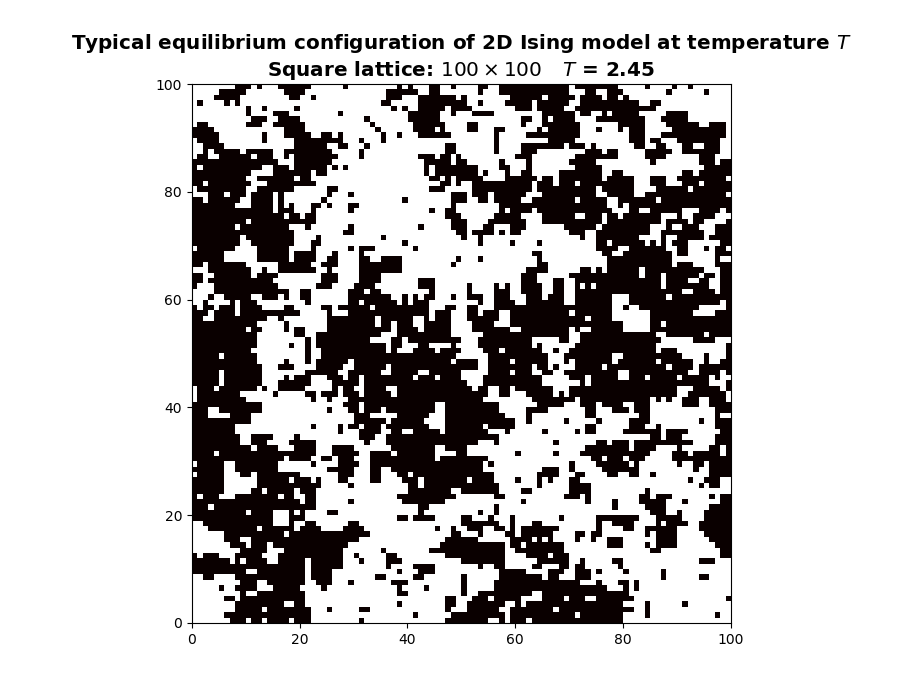 Typical equilibrium configuration of 2D Ising model at temperature T
Square lattice: 100 × 100 T = 2.45
100
80
60
40
20
0
0 20 40 60 80 100